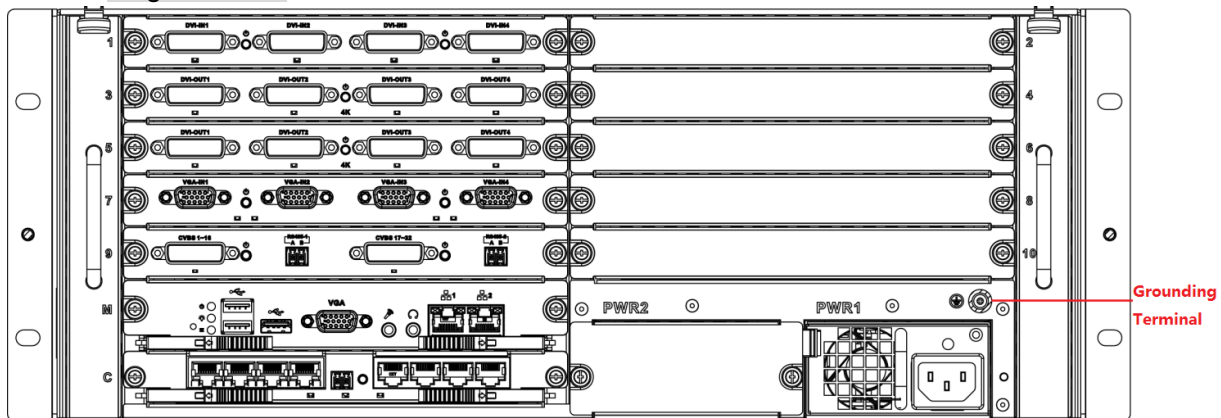 1
DVI-IN1 DVI-IN2 DVI-IN3 DVI-IN4
2
3
DVI-OUT1 DVI-OUT2 DVI-OUT3 DVI-OUT4
4K
4
5
DVI-OUT1 DVI-OUT2 DVI-OUT3 DVI-OUT4
4K
6
7
VGA-IN1 VGA-IN2 VGA-IN3 VGA-IN4
8
9
CVBS 1~16
A B
CVBS 17~32
A B
10
M
VGA
1 2
PWR2
PWR1
Grounding
Terminal
C